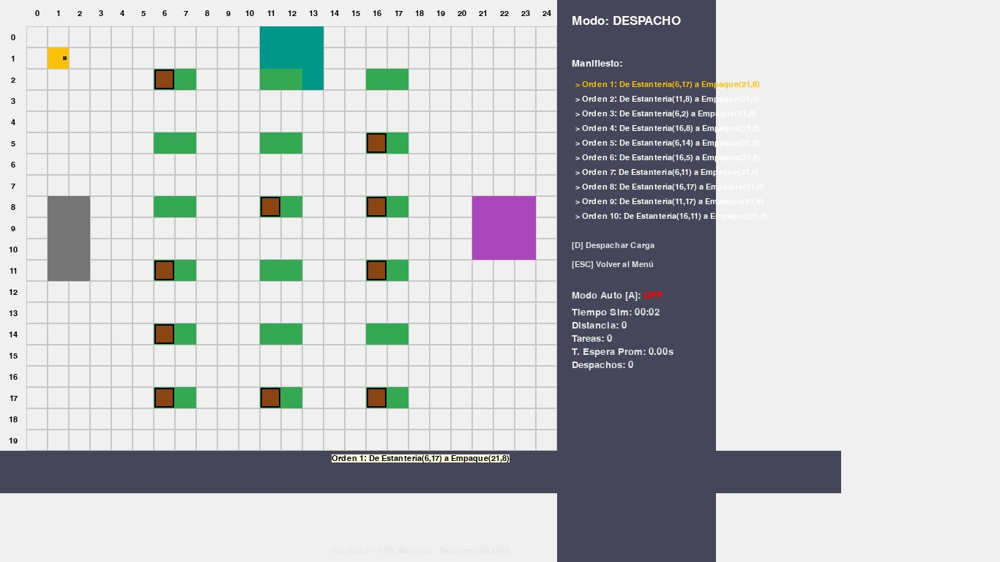 0 1 2 3 4 5 6 7 8 9 10 11 12 13 14 15 16 17 18 19 20 21 22 23 24
Modo: DESPACHO
0
1
Manifiesto:
2
> Orden 1: De Estanteria(6,17) a Empaque(21,8)
> Orden 2: De Estanteria(11,8) a Empaque(21,8)
3
> Orden 3: De Estanteria(6,2) a Empaque(21,8)
4
> Orden 4: De Estanteria(16,8) a Empaque(21,8)
5
> Orden 5: De Estanteria(6,14) a Empaque(21,8)
> Orden 6: De Estanteria(16,5) a Empaque(21,8)
6
> Orden 7: De Estanteria(6,11) a Empaque(21,8)
7
> Orden 8: De Estanteria(16,17) a Empaque(21,8)
8
> Orden 9: De Estanteria(11,17) a Empaque(21,8)
> Orden 10: De Estanteria(16,11) a Empaque(21,8)
9
10
[D] Despachar Carga
11
[ESC] Volver al Menú
12
Modo Auto [A]: OFF
13
Tiempo Sim: 00:02
Distancia: 0
14
Tareas: 0
15
T. Espera Prom: 0.00s
16
Despachos: 0
17
18
19
Orden 1: De Estanteria(6,17) a Empaque(21,8)
OptiStock - UPB Montería - Semillero SILOGÉ